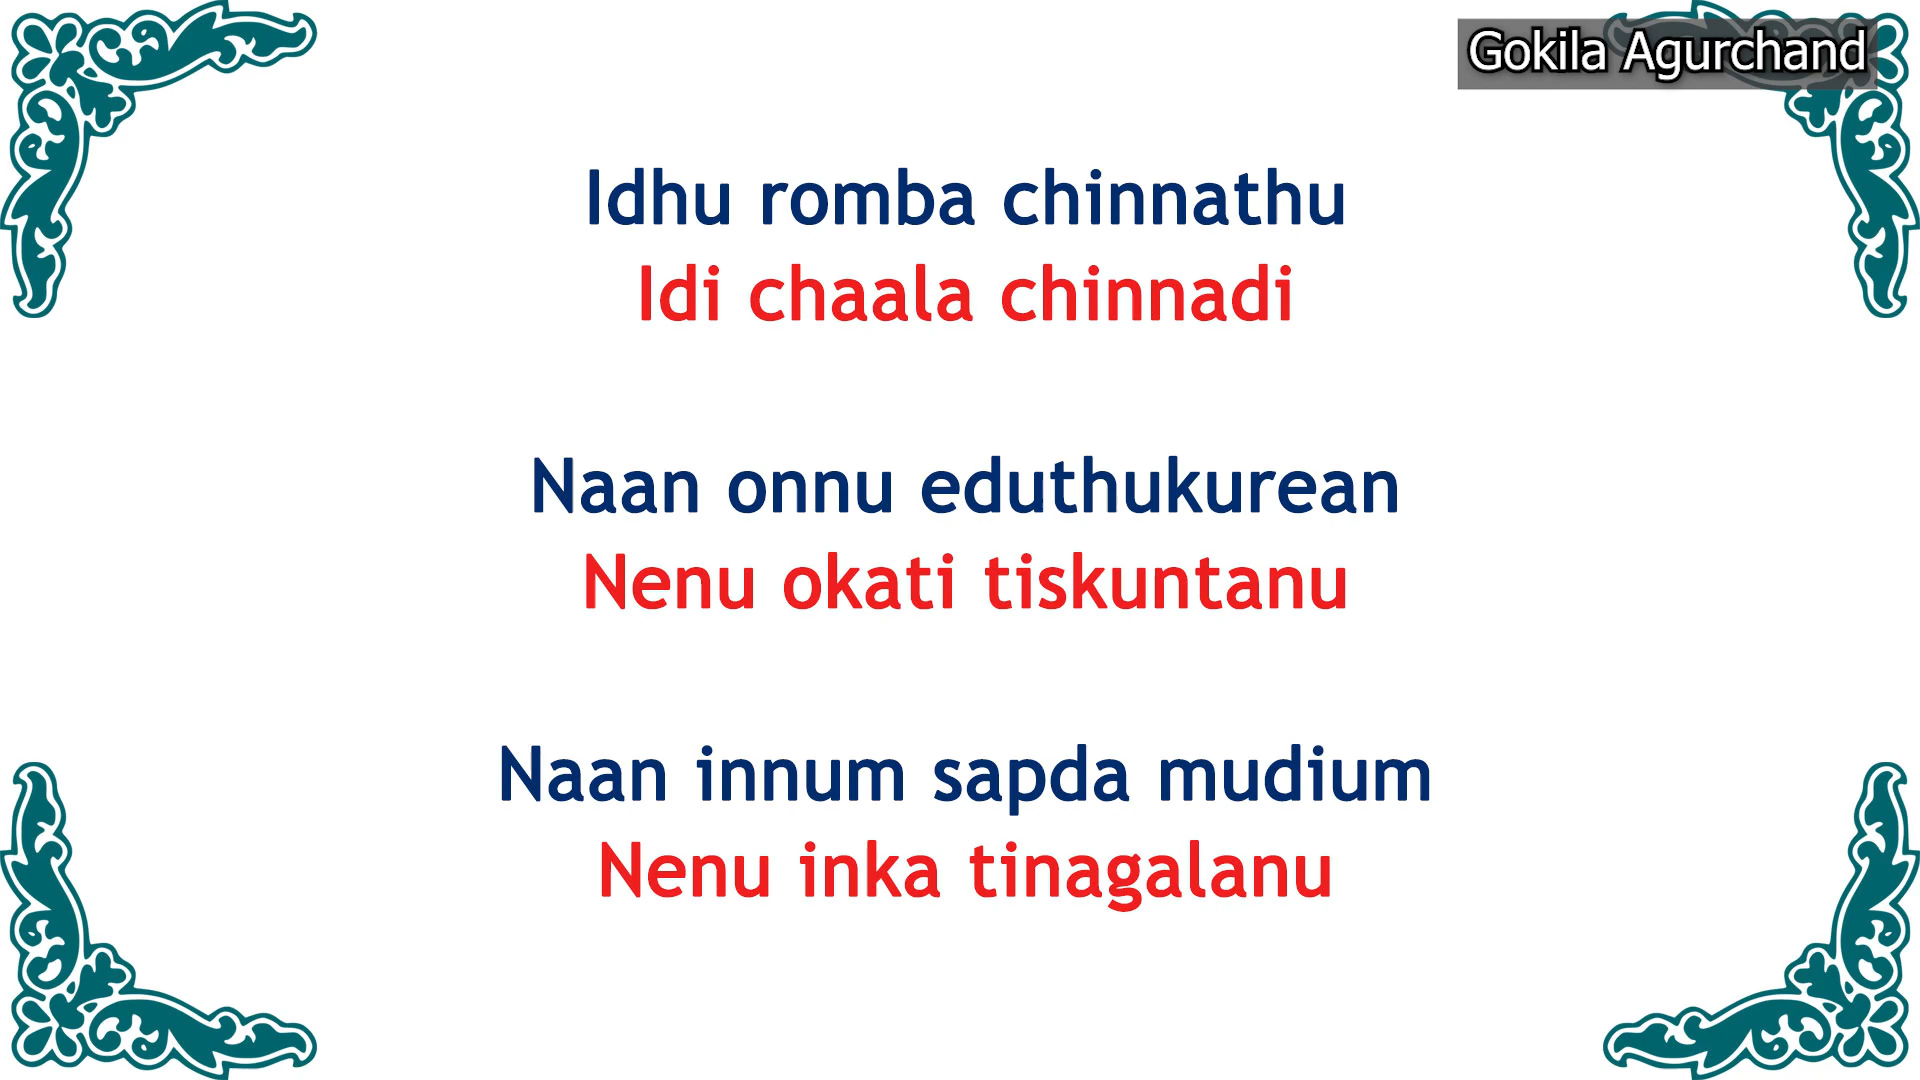 Gokila Agurchand
Idhu romba chinnathu
Idi chaala chinnadi
Naan onnu eduthukurean
Nenu okati tiskuntanu
Naan innum sapda mudium
Nenu inka tinagalanu